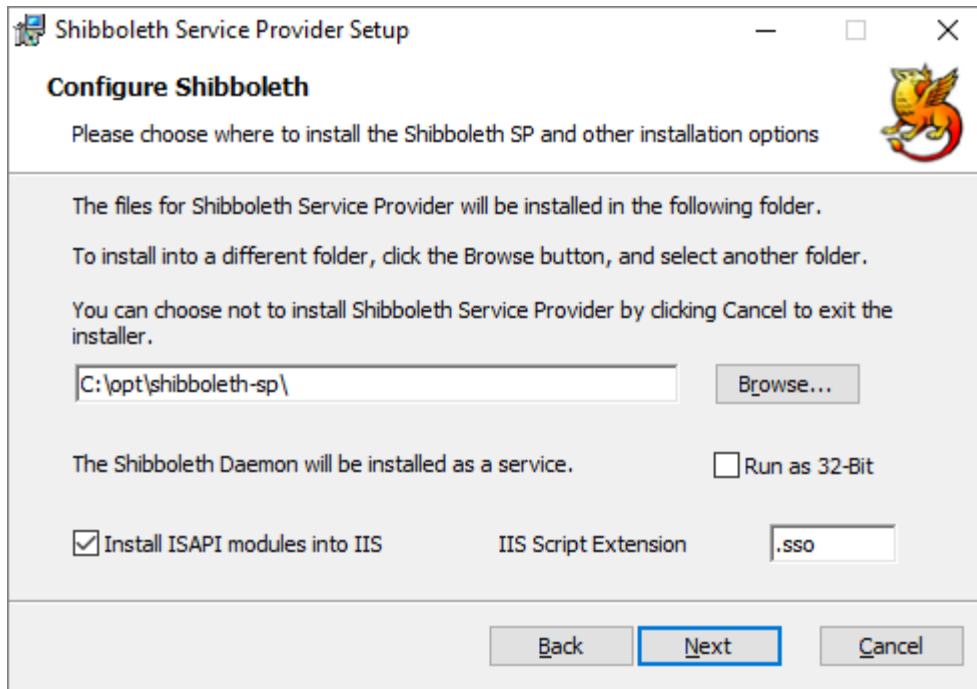 Shibboleth Service Provider Setup
Configure Shibboleth
Please choose where to install the Shibboleth SP and other installation options
The files for Shibboleth Service Provider will be installed in the following folder.
To install into a different folder, click the Browse button, and select another folder.
You can choose not to install Shibboleth Service Provider by clicking Cancel to exit the
installer.
C:\opt\shibboleth-sp\ Browse...
The Shibboleth Daemon will be installed as a service. Run as 32-Bit
Install ISAPI modules into IIS IIS Script Extension .sso
Back Next Cancel